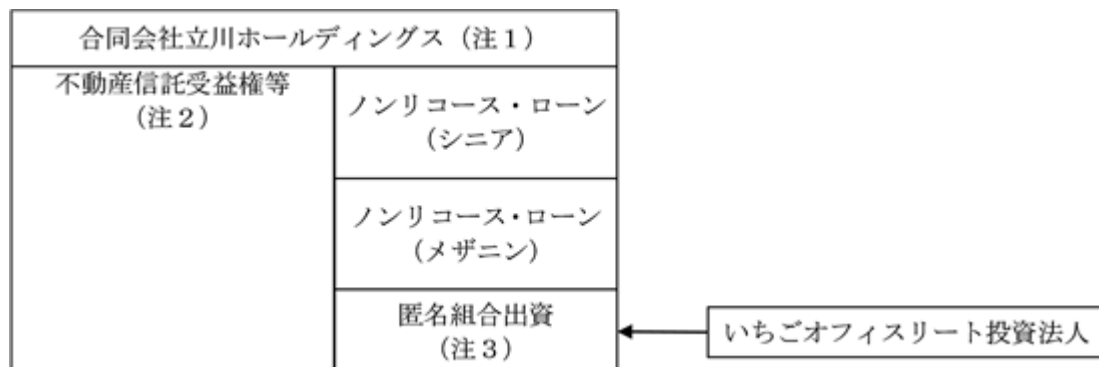 合同会社立川ホールディングス（注１）
不動産信託受益権等
（注２）
ノンリコース・ローン
（シニア）
ノンリコース・ローン
（メザニン）
匿名組合出資
（注３）
いちごオフィスリート投資法人